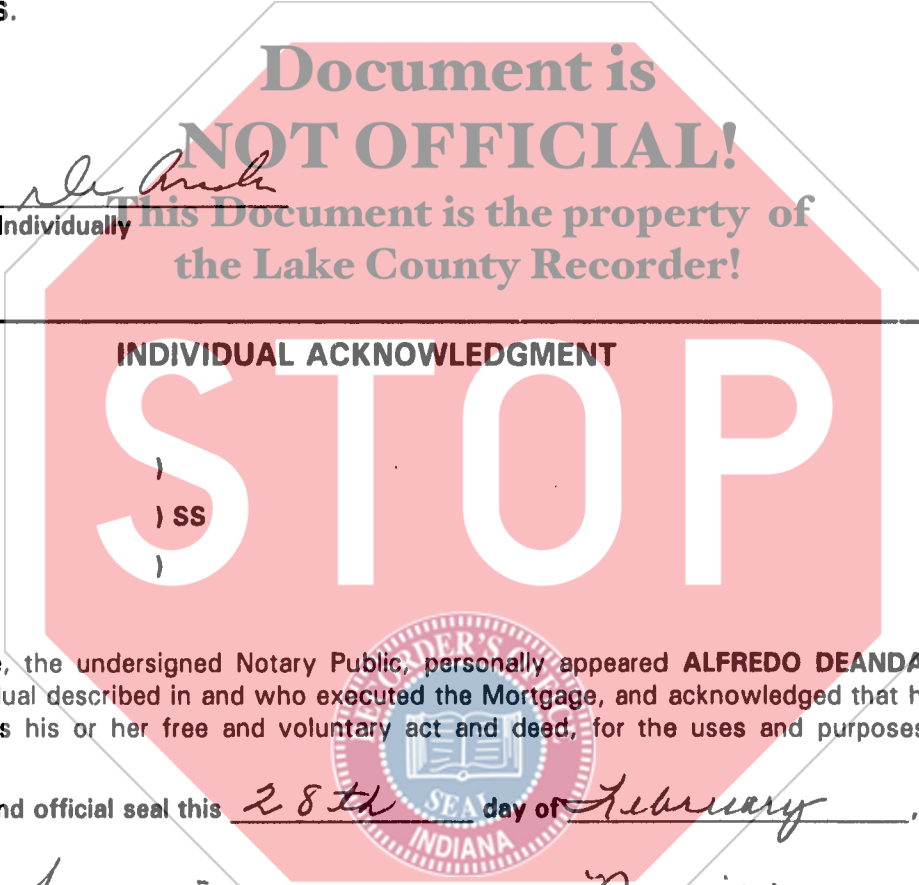 s.
Document is
NOT OFFICIAL!
This Document is the property of
the Lake County Recorder!
Individually
INDIVIDUAL ACKNOWLEDGMENT
STOP
)
) SS
)
e, the undersigned Notary Public, personally appeared ALFREDO DEANDA
ual described in and who executed the Mortgage, and acknowledged that h
s his or her free and voluntary act and deed, for the uses and purposes
nd official seal this 28th day of February,
RECORDER'S OFFICE
SEAL
INDIANA